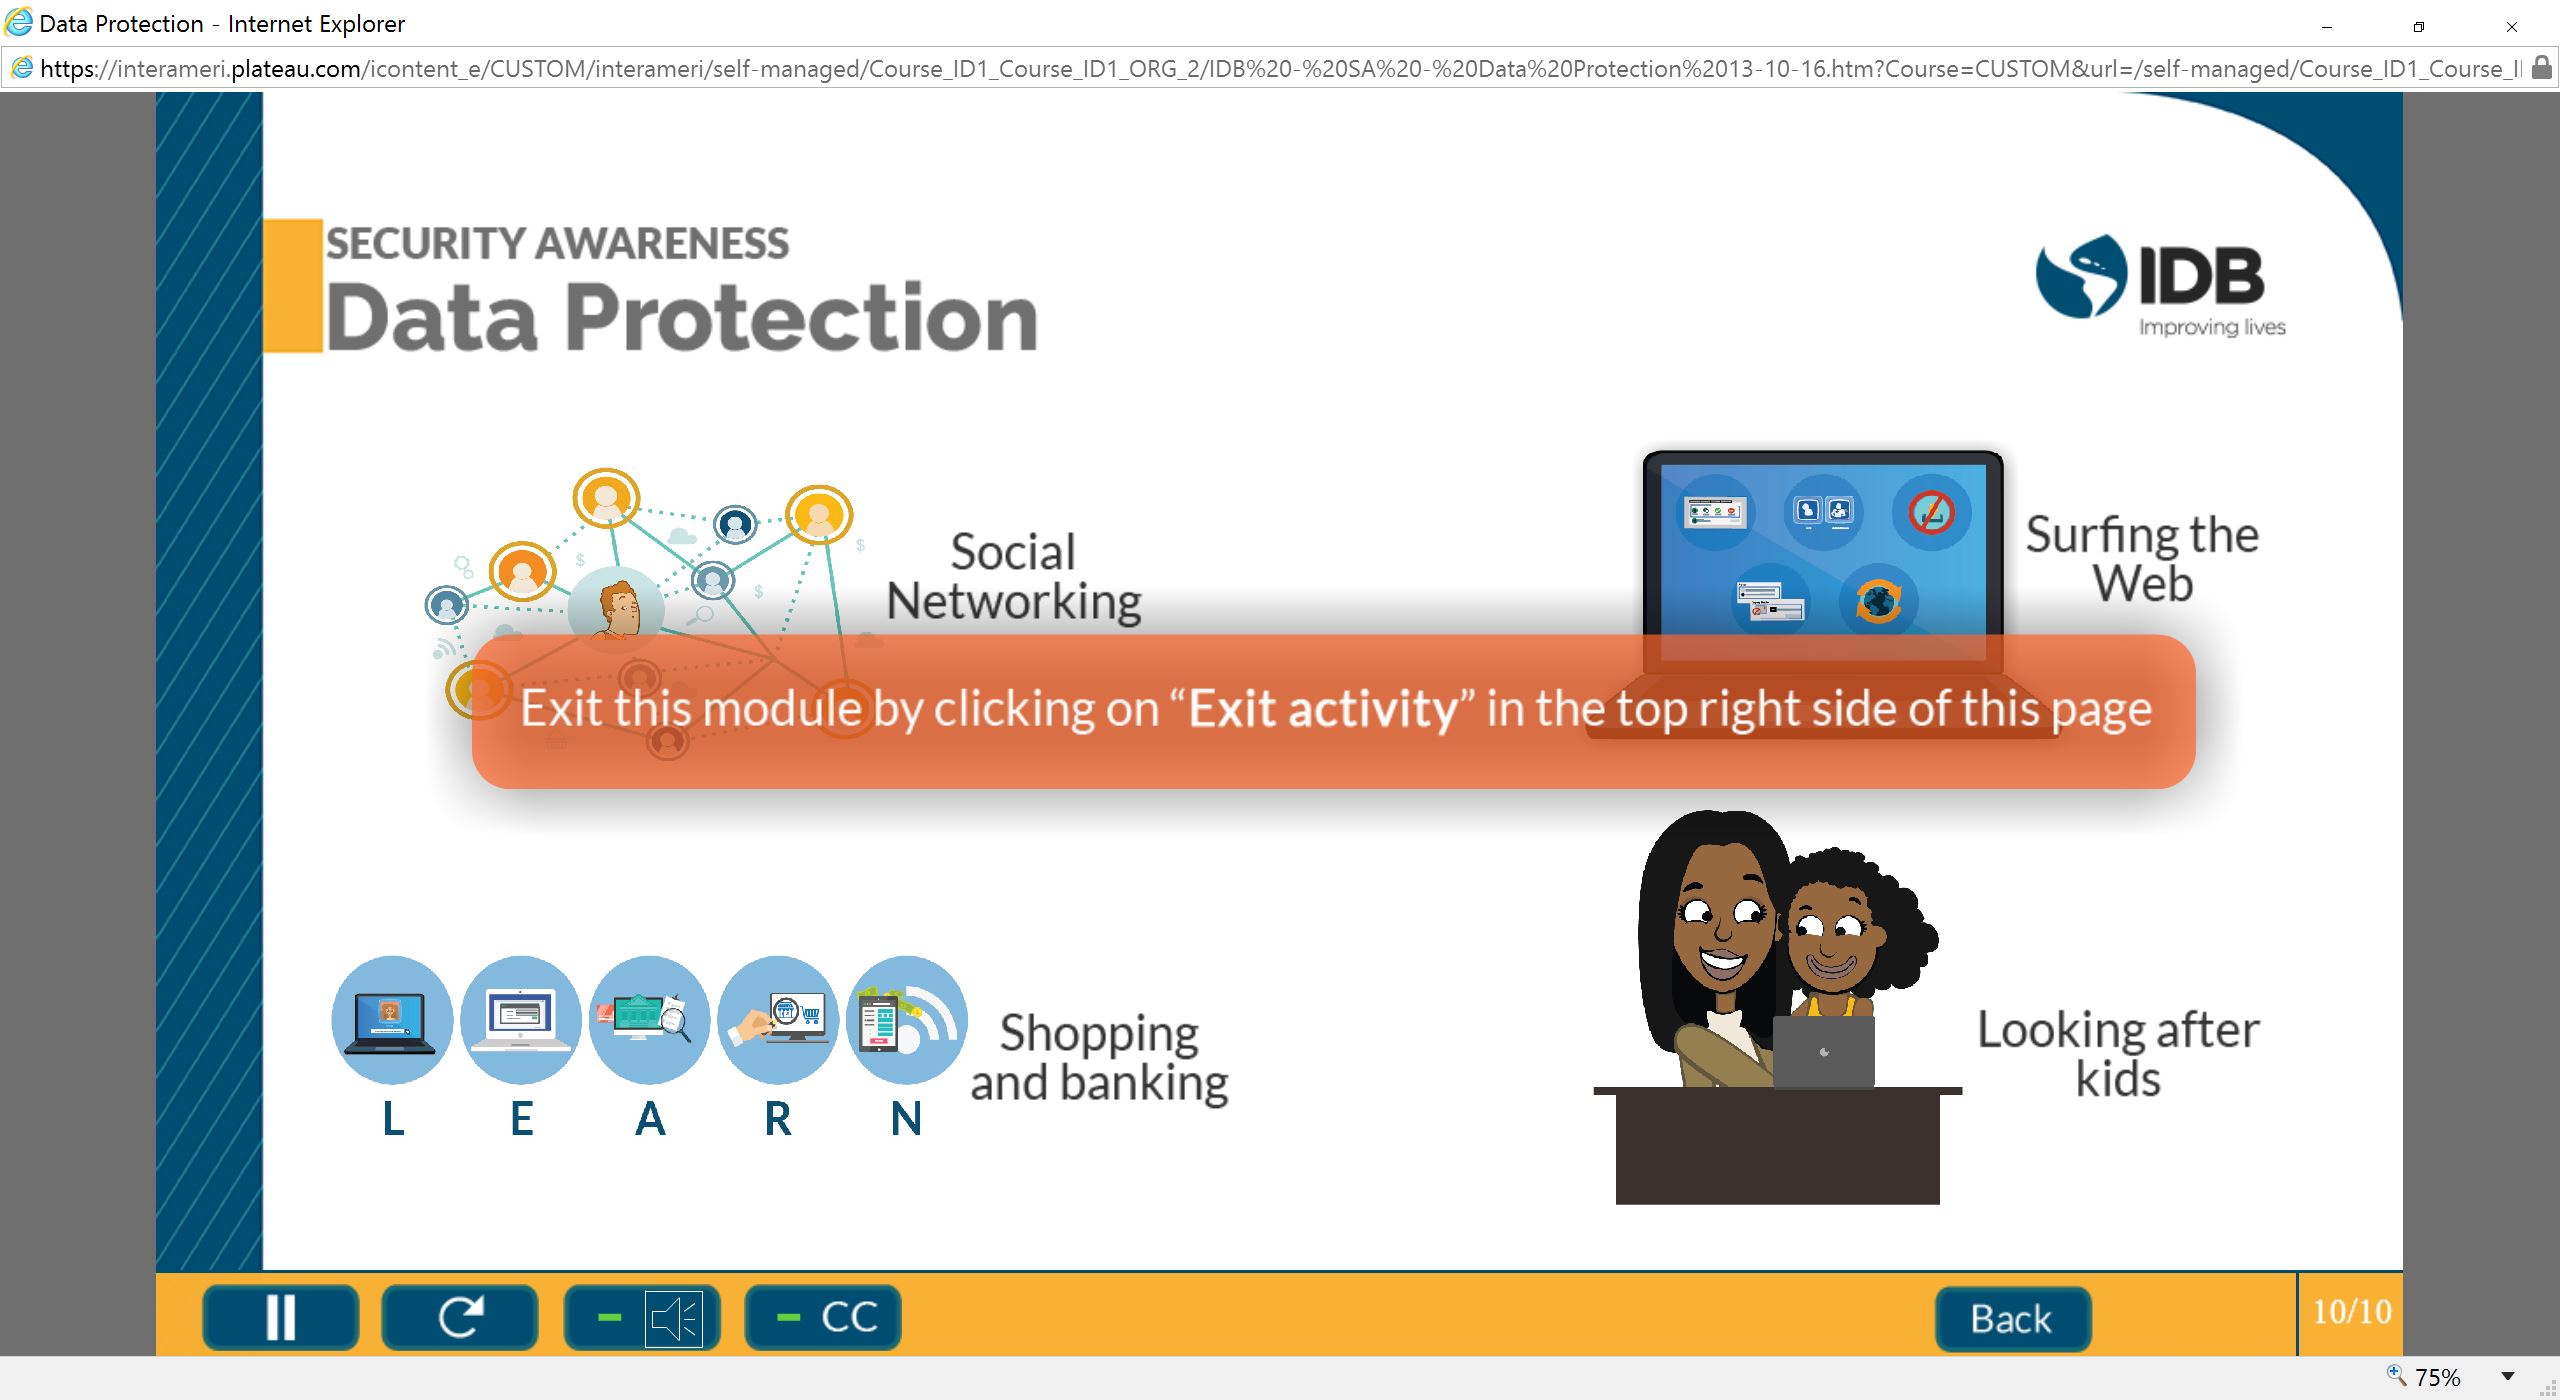 Data Protection - Internet Explorer
https://interameri.plateau.com/icontent_e/CUSTOM/interameri/self-managed/Course_ID1_Course_ID1_ORG_2/IDB%20-%20SA%20-%20Data%20Protection%2013-10-16.htm?Course=CUSTOM&url=/self-managed/Course_ID1_Course_I
SECURITY AWARENESS
Data Protection
IDB
Improving lives
Social
Networking
Surfing the
Web
Exit this module by clicking on “Exit activity” in the top right side of this page
Shopping
and banking
L E A R N
Looking after
kids
CC
Back
10/10
75%